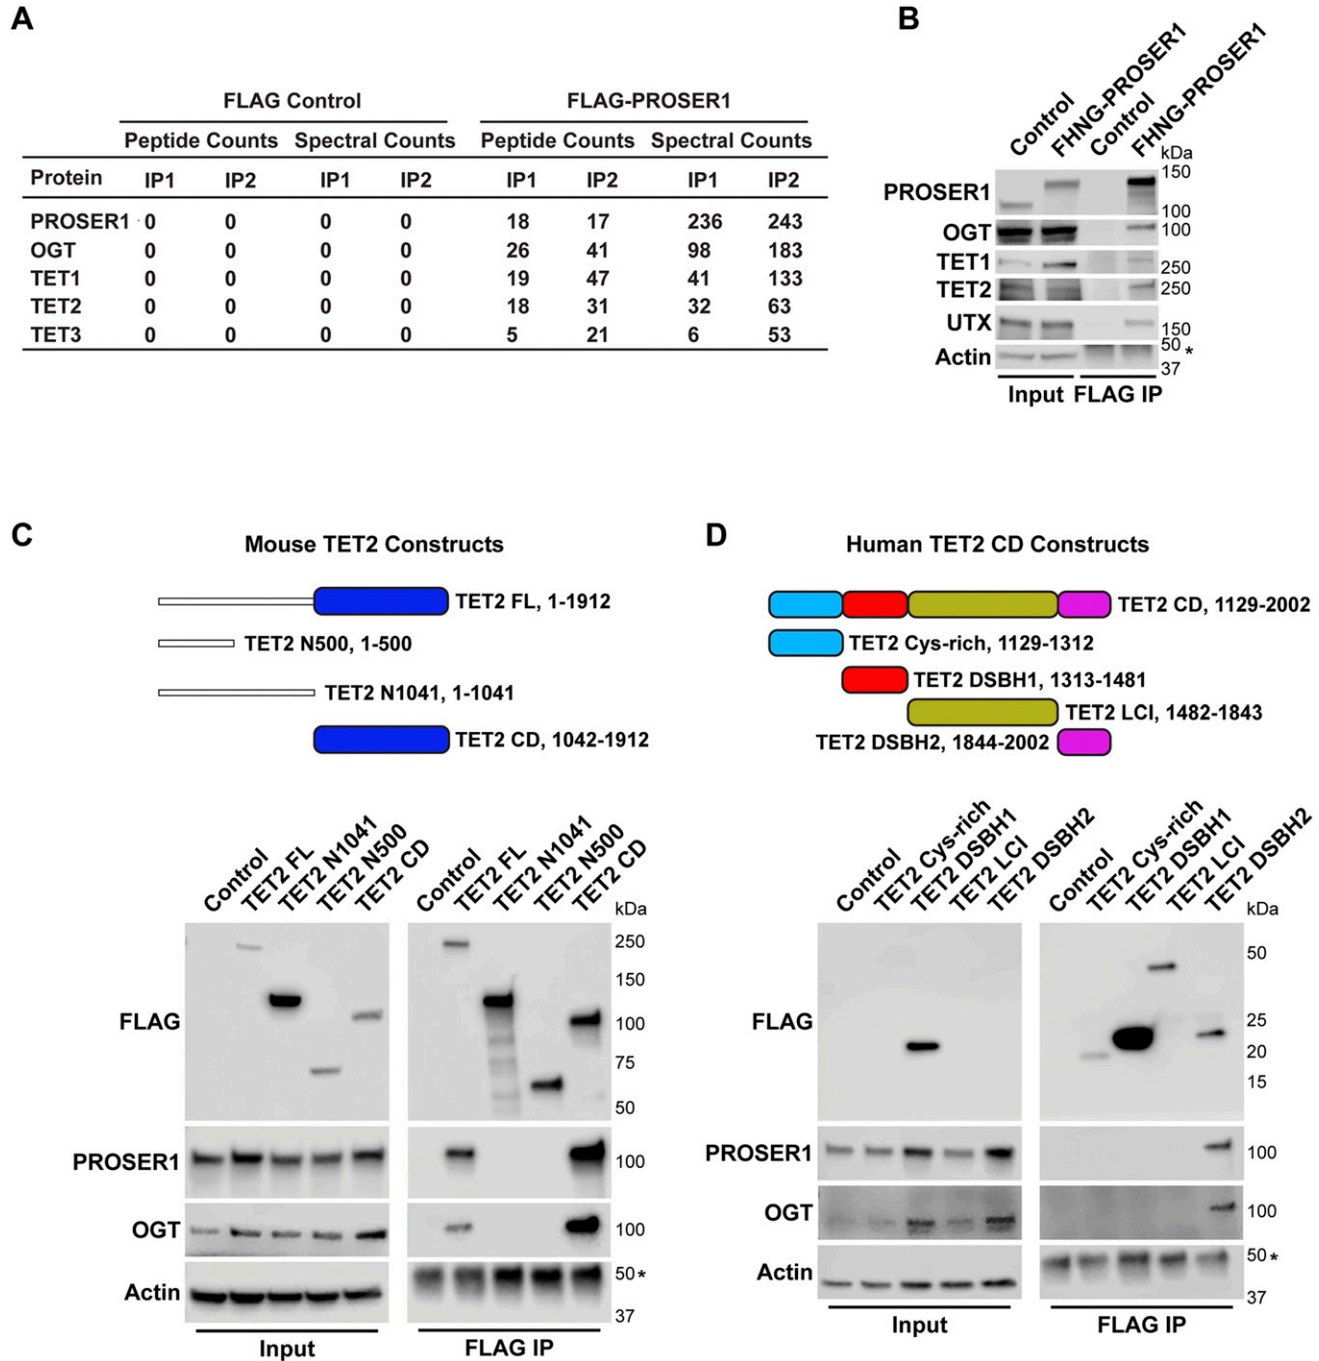 A
FLAG Control FLAG-PROSER1
Peptide Counts Spectral Counts Peptide Counts Spectral Counts
Protein IP1 IP2 IP1 IP2 IP1 IP2 IP1 IP2
PROSER1 0 0 0 0 18 17 236 243
OGT 0 0 0 0 26 41 98 183
TET1 0 0 0 0 19 47 41 133
TET2 0 0 0 0 18 31 32 63
TET3 0 0 0 0 5 21 6 53
B
Control FHNG-PROSER1 Control FHNG-PROSER1
kDa
PROSER1 150
100
OGT 100
TET1 250
TET2 250
UTX 150
Actin 50 *
37
Input FLAG IP
C
Mouse TET2 Constructs
TET2 FL, 1-1912
TET2 N500, 1-500
TET2 N1041, 1-1041
TET2 CD, 1042-1912
Control TET2 FL TET2 N1041 TET2 N500 TET2 CD Control TET2 FL TET2 N1041 TET2 N500 TET2 CD
kDa
250
150
FLAG 100
75
50
PROSER1 100
OGT 100
Actin 50 *
37
Input FLAG IP
D
Human TET2 CD Constructs
TET2 CD, 1129-2002
TET2 Cys-rich, 1129-1312
TET2 DSBH1, 1313-1481
TET2 LCI, 1482-1843
TET2 DSBH2, 1844-2002
Control TET2 Cys-rich TET2 DSBH1 TET2 LCI TET2 DSBH2 Control TET2 Cys-rich TET2 DSBH1 TET2 LCI TET2 DSBH2
kDa
50
FLAG 25
20
15
PROSER1 100
OGT 100
Actin 50 *
37
Input FLAG IP